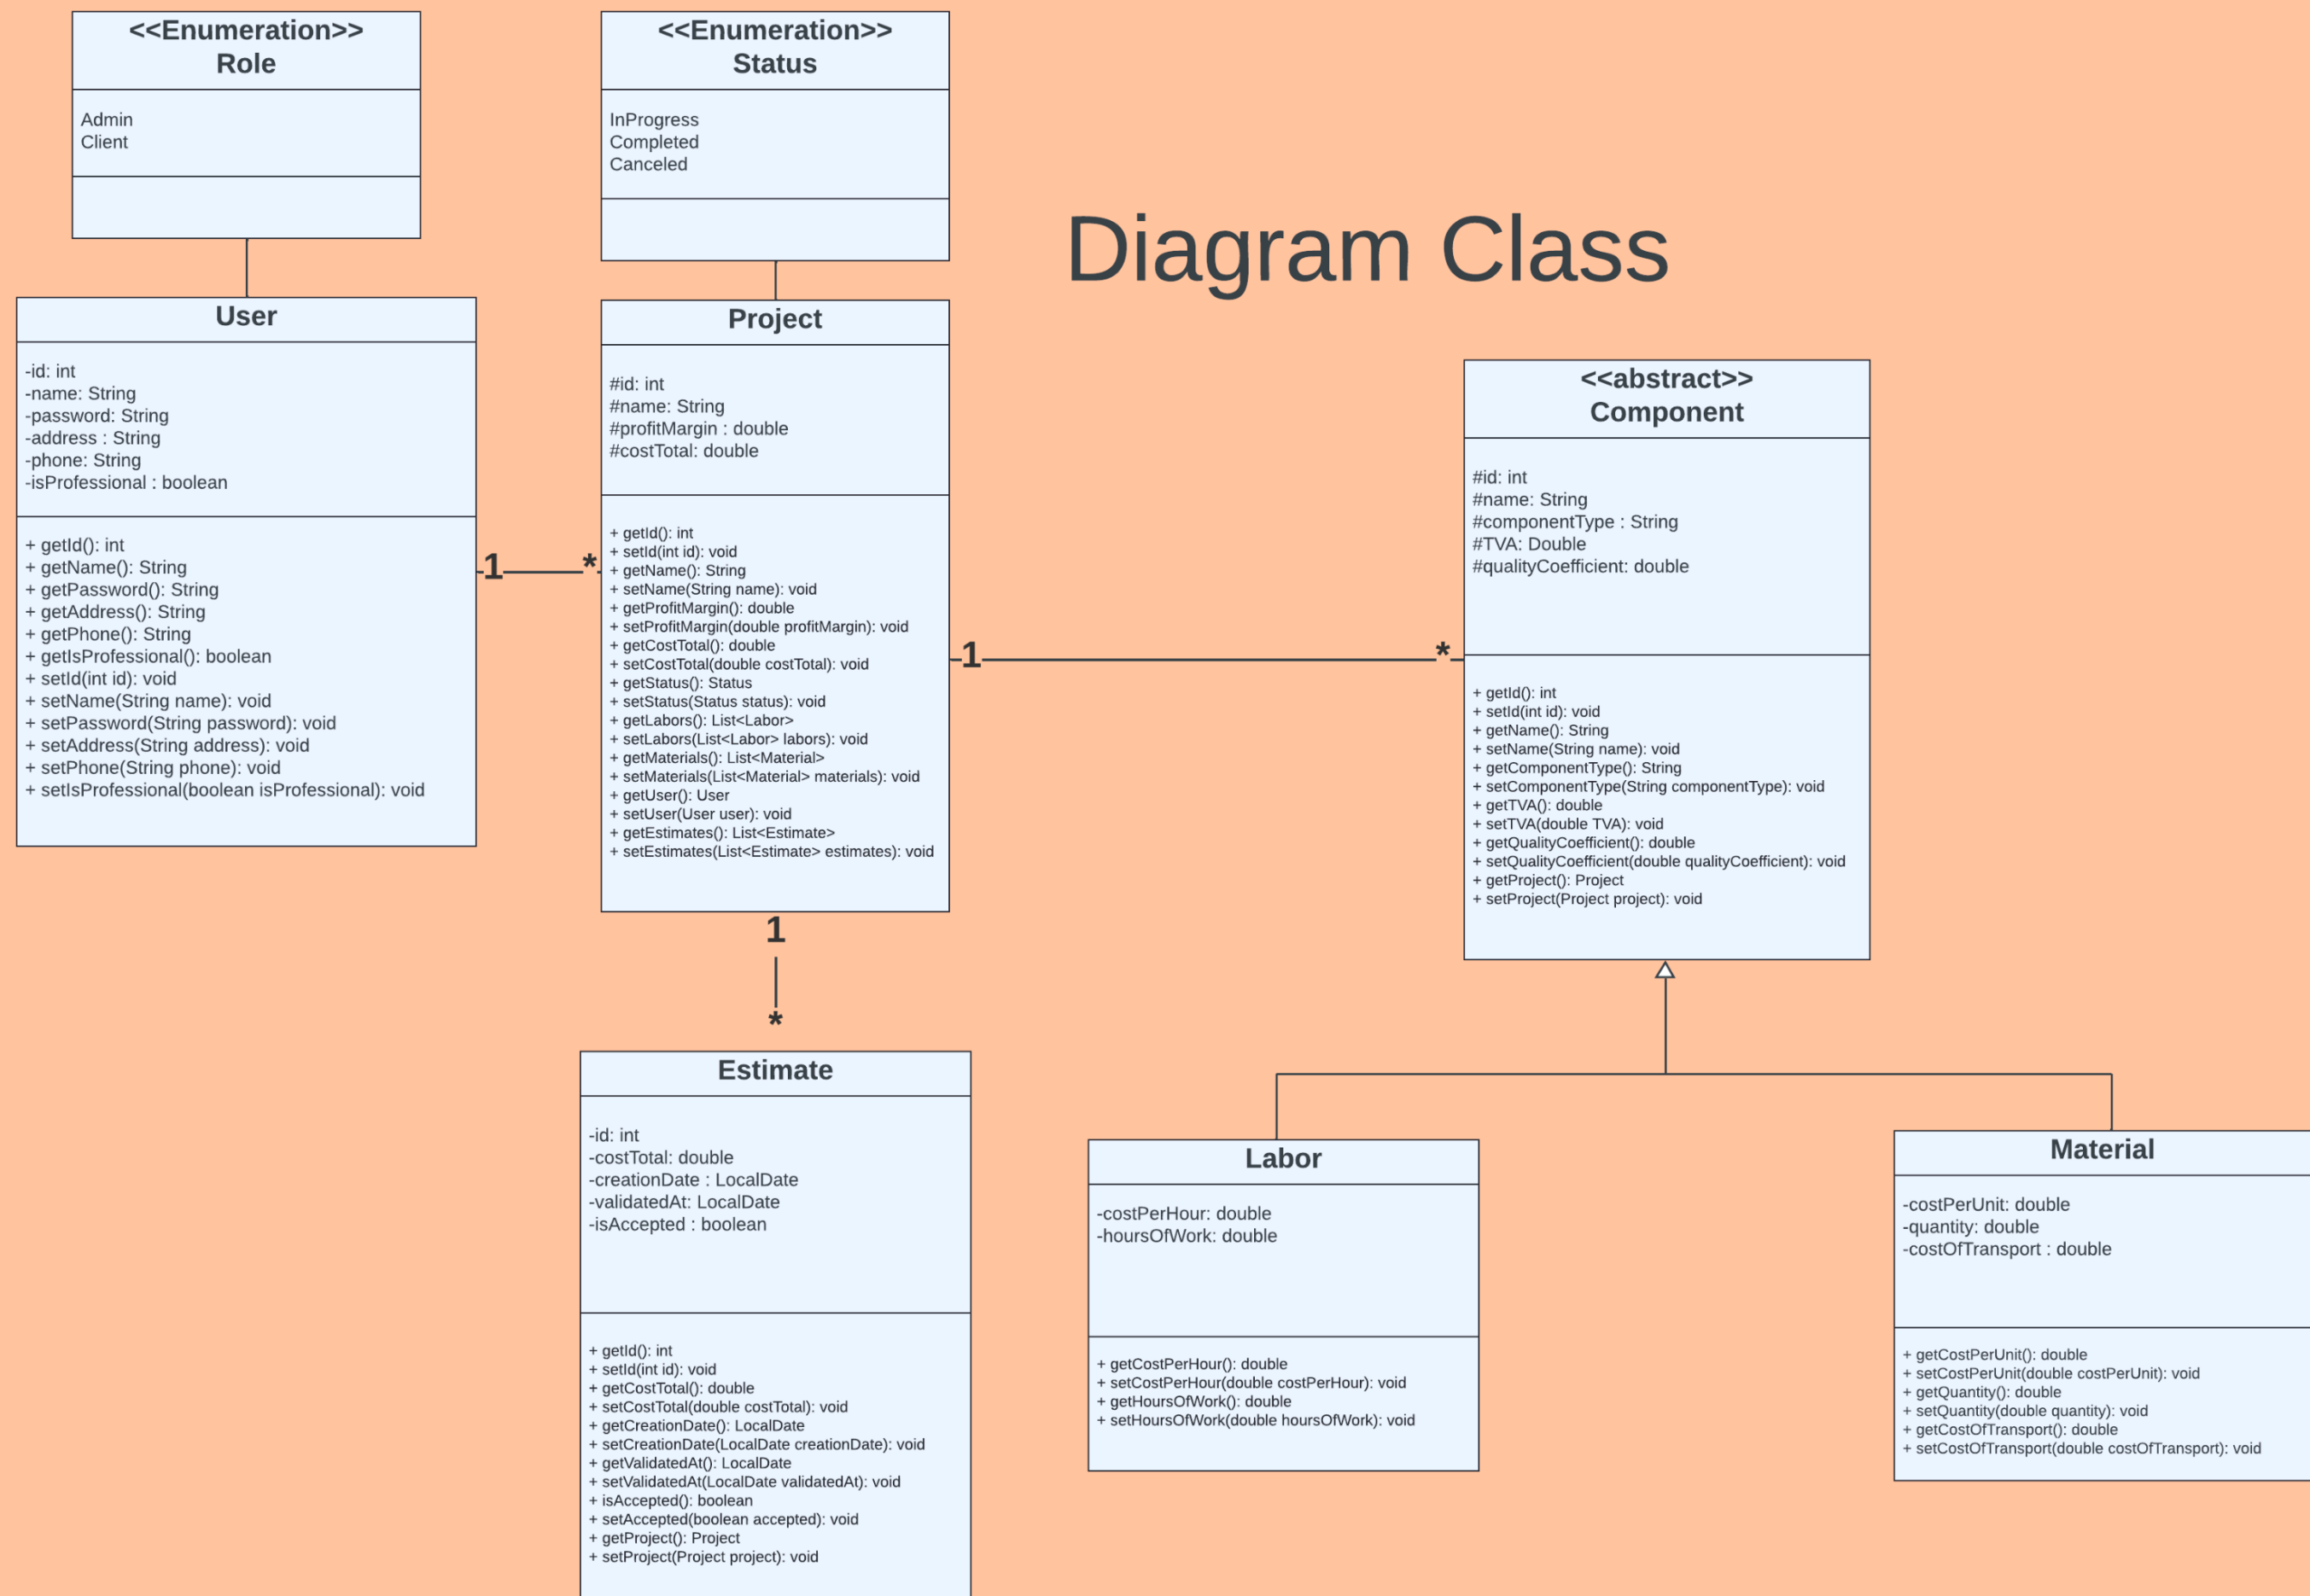 <<Enumeration>>
Role
Admin
Client
<<Enumeration>>
Status
InProgress
Completed
Canceled
Diagram Class
User
-id: int
-name: String
-password: String
-address : String
-phone: String
-isProfessional : boolean
+ getId(): int
+ getName(): String
+ getPassword(): String
+ getAddress(): String
+ getPhone(): String
+ getIsProfessional(): boolean
+ setId(int id): void
+ setName(String name): void
+ setPassword(String password): void
+ setAddress(String address): void
+ setPhone(String phone): void
+ setIsProfessional(boolean isProfessional): void
1
*
Project
#id: int
#name: String
#profitMargin : double
#costTotal: double
+ getId(): int
+ setId(int id): void
+ getName(): String
+ setName(String name): void
+ getProfitMargin(): double
+ setProfitMargin(double profitMargin): void
+ getCostTotal(): double
+ setCostTotal(double costTotal): void
+ getStatus(): Status
+ setStatus(Status status): void
+ getLabors(): List<Labor>
+ setLabors(List<Labor> labors): void
+ getMaterials(): List<Material>
+ setMaterials(List<Material> materials): void
+ getUser(): User
+ setUser(User user): void
+ getEstimates(): List<Estimate>
+ setEstimates(List<Estimate> estimates): void
1
*
<<abstract>>
Component
#id: int
#name: String
#componentType : String
#TVA: Double
#qualityCoefficient: double
+ getId(): int
+ setId(int id): void
+ getName(): String
+ setName(String name): void
+ getComponentType(): String
+ setComponentType(String componentType): void
+ getTVA(): double
+ setTVA(double TVA): void
+ getQualityCoefficient(): double
+ setQualityCoefficient(double qualityCoefficient): void
+ getProject(): Project
+ setProject(Project project): void
1
*
Estimate
-id: int
-costTotal: double
-creationDate : LocalDate
-validatedAt: LocalDate
-isAccepted : boolean
+ getId(): int
+ setId(int id): void
+ getCostTotal(): double
+ setCostTotal(double costTotal): void
+ getCreationDate(): LocalDate
+ setCreationDate(LocalDate creationDate): void
+ getValidatedAt(): LocalDate
+ setValidatedAt(LocalDate validatedAt): void
+ isAccepted(): boolean
+ setAccepted(boolean accepted): void
+ getProject(): Project
+ setProject(Project project): void
Labor
-costPerHour: double
-hoursOfWork: double
+ getCostPerHour(): double
+ setCostPerHour(double costPerHour): void
+ getHoursOfWork(): double
+ setHoursOfWork(double hoursOfWork): void
Material
-costPerUnit: double
-quantity: double
-costOfTransport : double
+ getCostPerUnit(): double
+ setCostPerUnit(double costPerUnit): void
+ getQuantity(): double
+ setQuantity(double quantity): void
+ getCostOfTransport(): double
+ setCostOfTransport(double costOfTransport): void